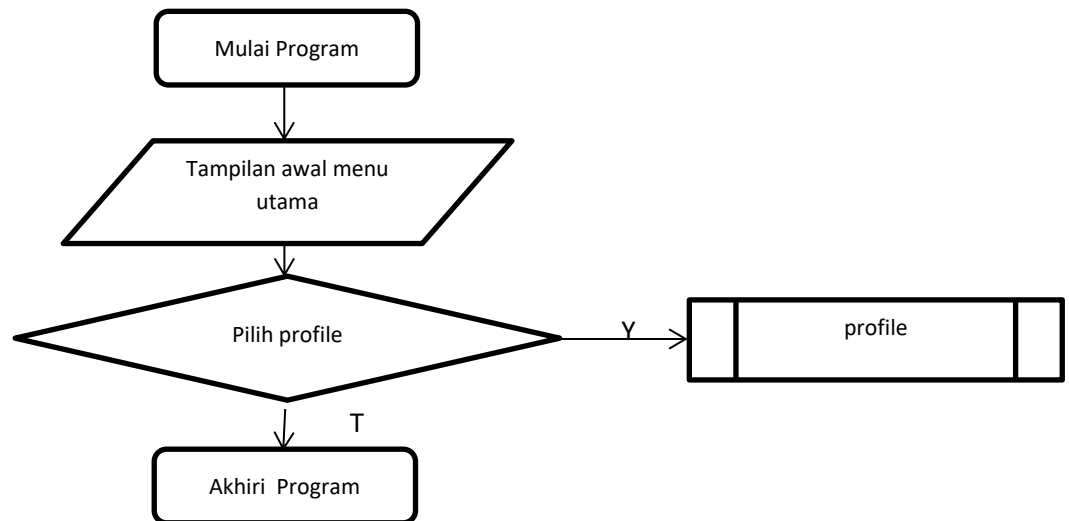 Mulai Program
Tampilan awal menu
utama
Pilih profile
Y
profile
T
Akhiri  Program